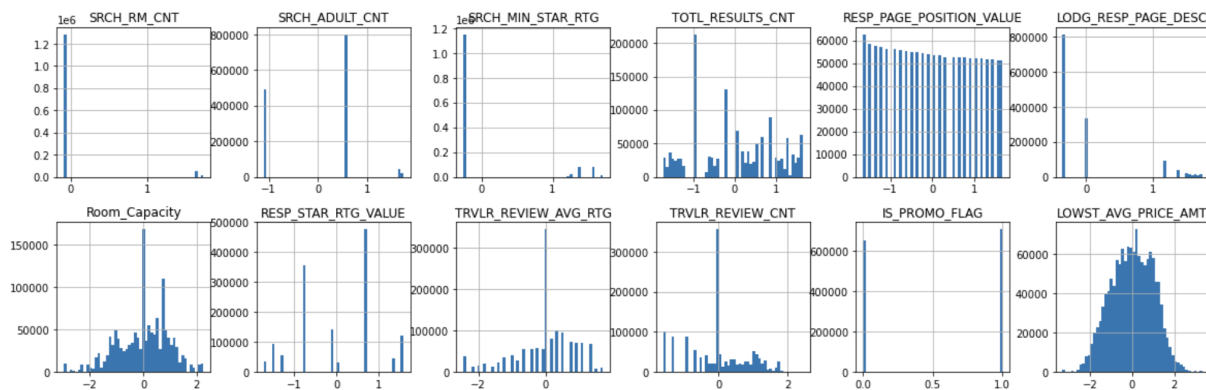 SRCH_RM_CNT SRCH_ADULT_CNT SRCH_MIN_STAR_RTG TOTL_RESULTS_CNT RESP_PAGE_POSITION_VALUE LODG_RESP_PAGE_DESC
1e6 1e6
1.2 1.0 0.8 0.6 0.4 0.2 0.0
800000 600000 400000 200000 0
1.2 1.0 0.8 0.6 0.4 0.2 0.0
200000 150000 100000 50000 0
60000 50000 40000 30000 20000 10000 0
800000 600000 400000 200000 0
0 1 −1 0 1 0 1 −1 0 1 −1 0 1 0 1
Room_Capacity RESP_STAR_RTG_VALUE TRVLR_REVIEW_AVG_RTG TRVLR_REVIEW_CNT IS_PROMO_FLAG LOWST_AVG_PRICE_AMT
150000 100000 50000 0
500000 400000 300000 200000 100000 0
300000 200000 100000 0
300000 200000 100000 0
600000 400000 200000 0
60000 40000 20000 0
−2 0 2 −1 0 1 −2 0 0 2 0.0 0.5 1.0 −2 0 2